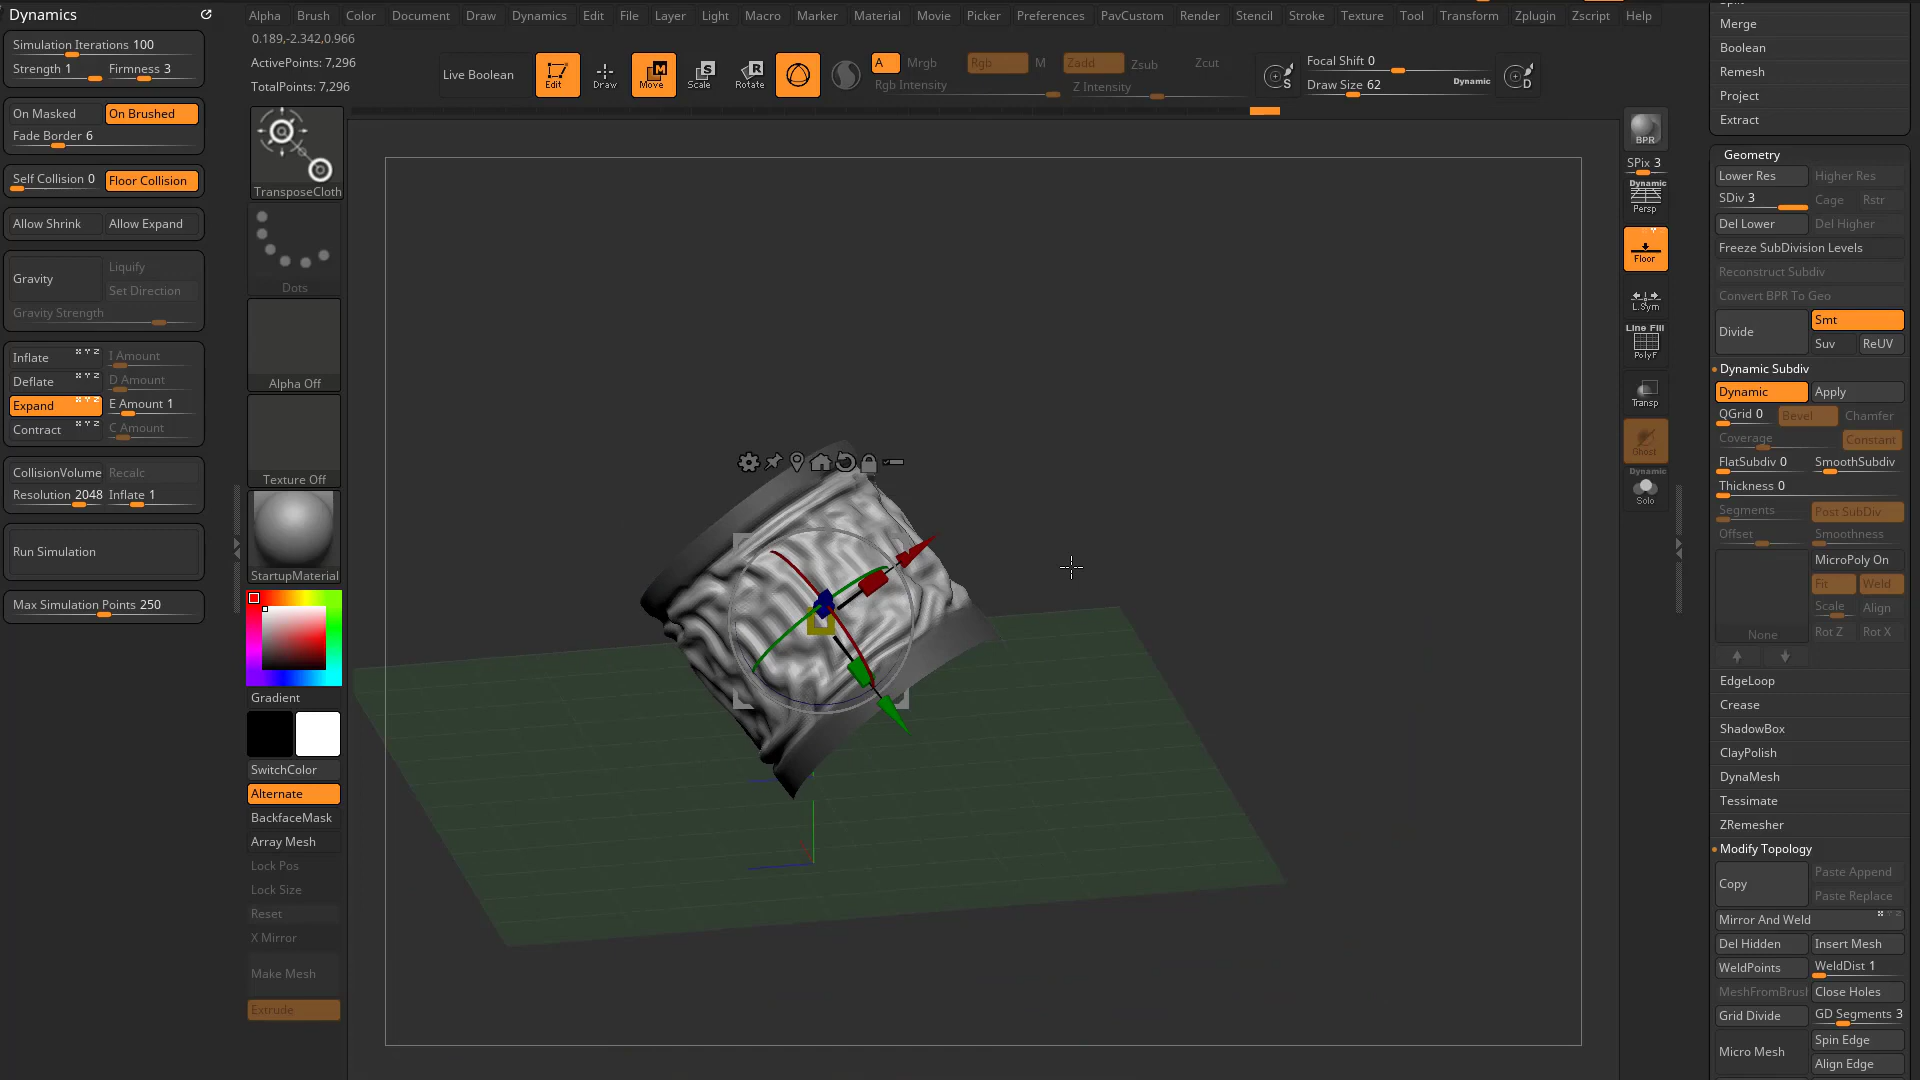 Dynamics
Simulation Iterations 100
Strength 1 Firmness 3
On Masked On Brushed
Fade Border 6
Self Collision 0 Floor Collision
Allow Shrink Allow Expand
Gravity
Liquify
Set Direction
Gravity Strength
Inflate I Amount
Deflate D Amount
Expand E Amount 1
Contract C Amount
CollisionVolume Recalc
Resolution 2048 Inflate 1
Run Simulation
Max Simulation Points 250
Alpha Brush Color Document Draw Dynamics Edit File Layer Light Macro Marker Material Movie Picker Preferences PavCustom Render Stencil Stroke Texture Tool Transform Zplugin Zscript Help
0.189,-2.342,0.966
ActivePoints: 7,296
TotalPoints: 7,296
Live Boolean
Edit
Draw
Move
Scale
Rotate
A Mrgb
Rgb M
Zadd Zsub Zcut
Rgb Intensity
Z Intensity
Focal Shift 0
Draw Size 62 Dynamic
S
D
TransposeCloth
Dots
Alpha Off
Texture Off
StartupMaterial
Gradient
SwitchColor
Alternate
BackfaceMask
Array Mesh
Lock Pos
Lock Size
Reset
X Mirror
Make Mesh
Extrude
BPR
SPix 3
Dynamic
Persp
Floor
L.Sym
Line Fill
PolyF
Transp
Ghost
Dynamic
Solo
Merge
Boolean
Remesh
Project
Extract
Geometry
Lower Res Higher Res
SDiv 3 Cage Rstr
Del Lower Del Higher
Freeze SubDivision Levels
Reconstruct Subdiv
Convert BPR To Geo
Divide
Smt
Suv ReUV
Dynamic Subdiv
Dynamic Apply
QGrid 0 Bevel Chamfer
Coverage Constant
FlatSubdiv 0 SmoothSubdiv
Thickness 0
Segments Post SubDiv
Offset Smoothness
MicroPoly On
Fit Weld
Scale Align
None Rot Z Rot X
EdgeLoop
Crease
ShadowBox
ClayPolish
DynaMesh
Tessimate
ZRemesher
Modify Topology
Copy
Paste Append
Paste Replace
Mirror And Weld
Del Hidden Insert Mesh
WeldPoints WeldDist 1
MeshFromBrus Close Holes
Grid Divide GD Segments 3
Micro Mesh
Spin Edge
Align Edge